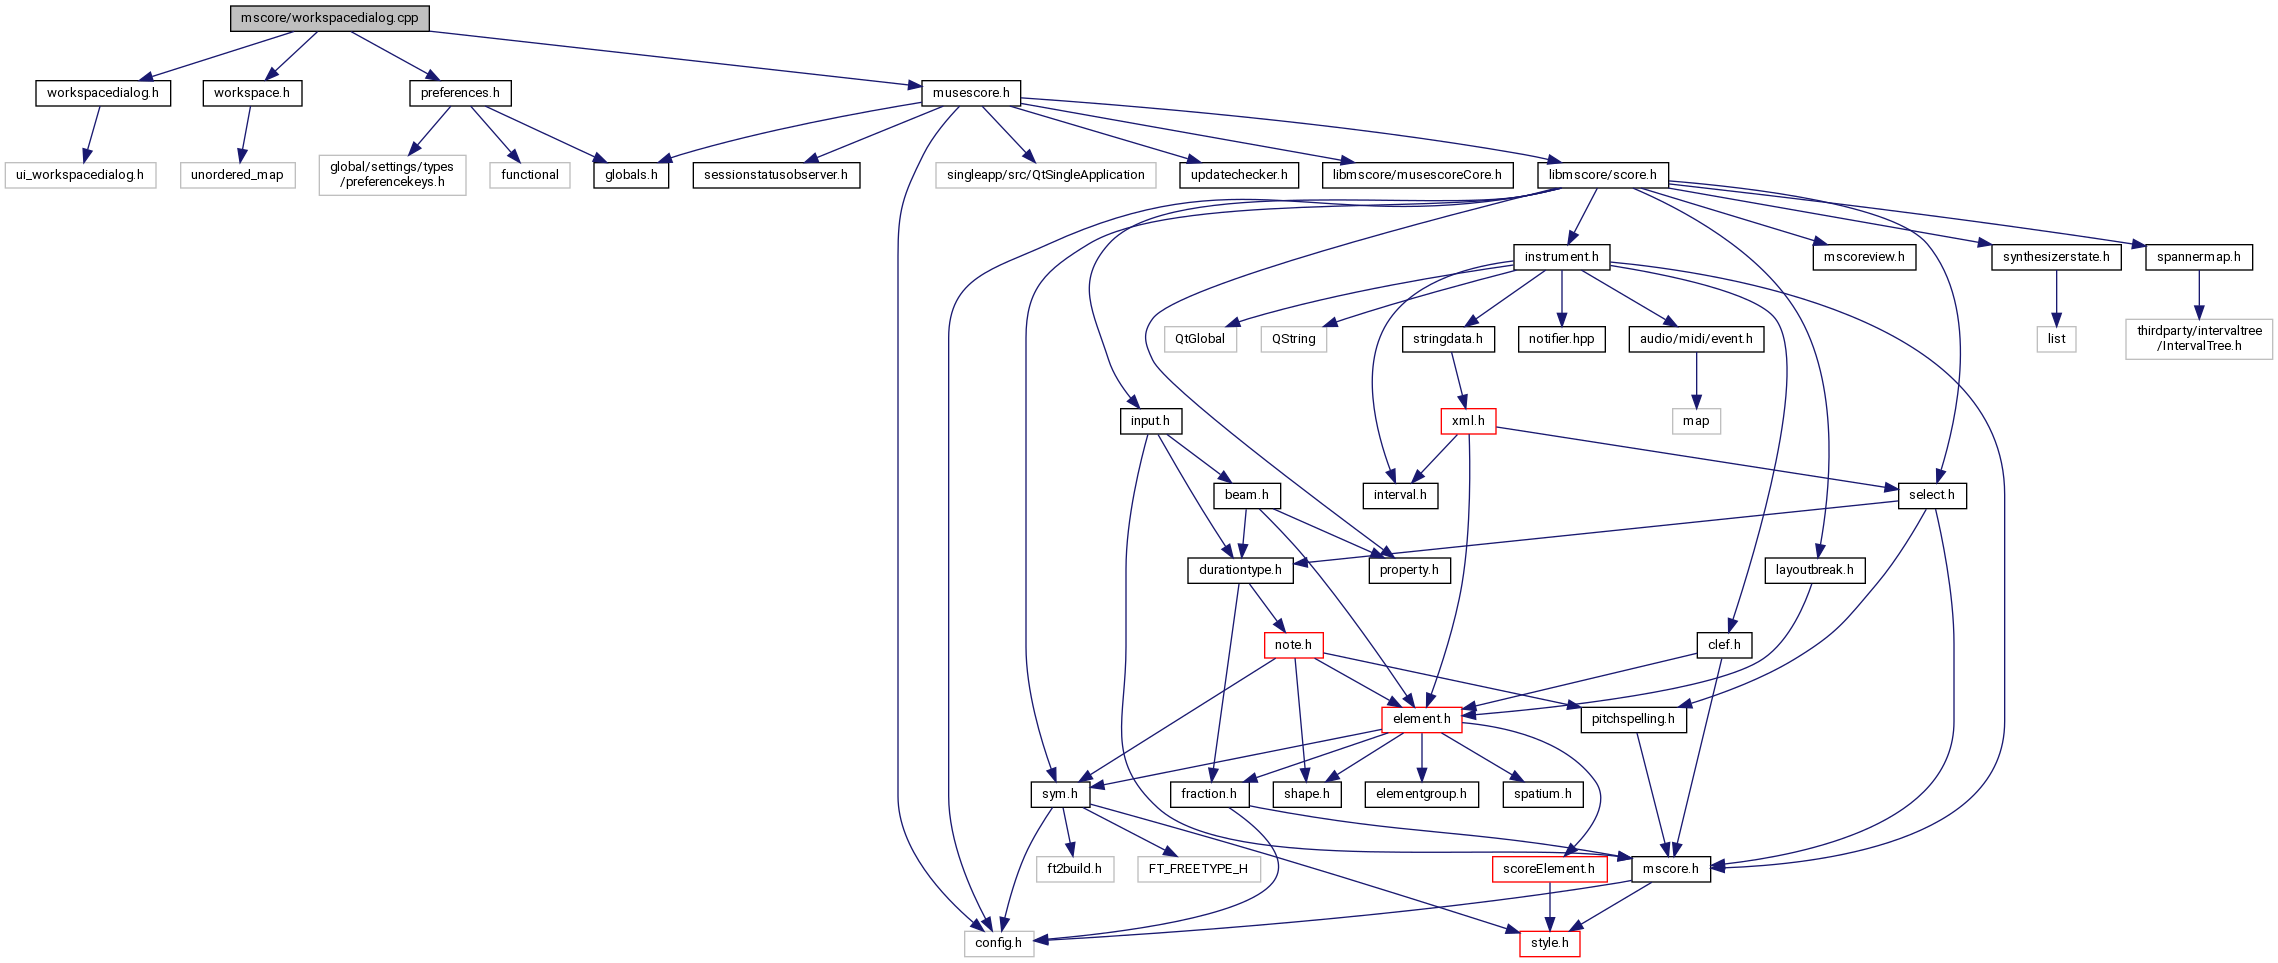 mscore/workspacedialog.cpp
workspacedialog.h
workspace.h
preferences.h
musescore.h
ui_workspacedialog.h
unordered_map
global/settings/types
/preferencekeys.h
functional
globals.h
sessionstatusobserver.h
singleapp/src/QtSingleApplication
updatechecker.h
libmscore/musescoreCore.h
libmscore/score.h
instrument.h
mscoreview.h
synthesizerstate.h
spannermap.h
QtGlobal
QString
stringdata.h
notifier.hpp
audio/midi/event.h
list
thirdparty/intervaltree
/IntervalTree.h
input.h
xml.h
map
beam.h
interval.h
select.h
durationtype.h
property.h
layoutbreak.h
note.h
clef.h
element.h
pitchspelling.h
sym.h
fraction.h
shape.h
elementgroup.h
spatium.h
ft2build.h
FT_FREETYPE_H
scoreElement.h
mscore.h
config.h
style.h